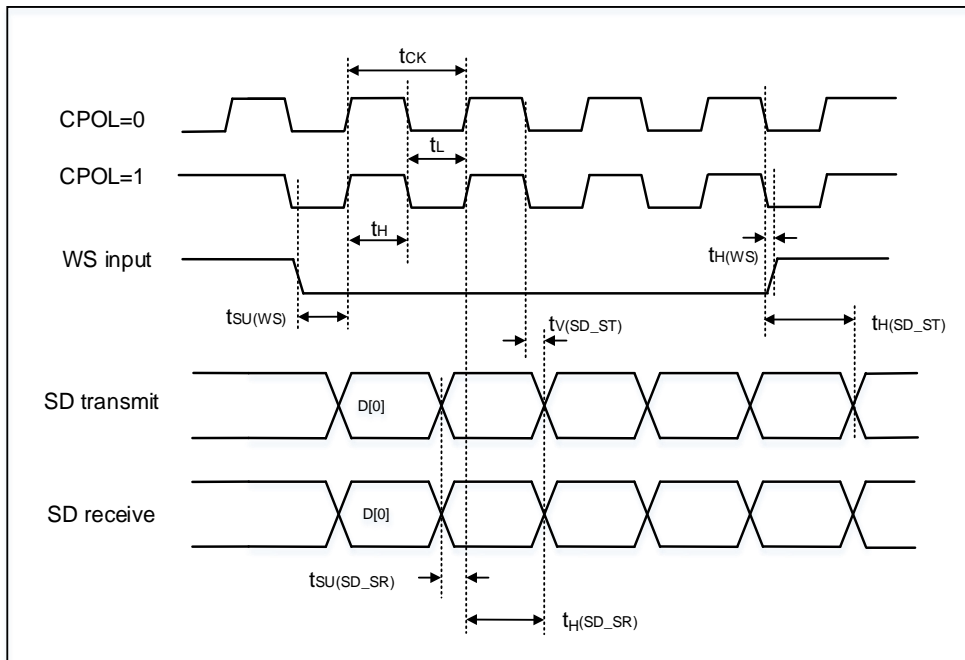 tCK
CPOL=0
tL
CPOL=1
tH
tH(WS)
WS input
tSU(WS)
tV(SD_ST)
tH(SD_ST)
SD transmit
D[0]
SD receive
D[0]
tSU(SD_SR)
tH(SD_SR)